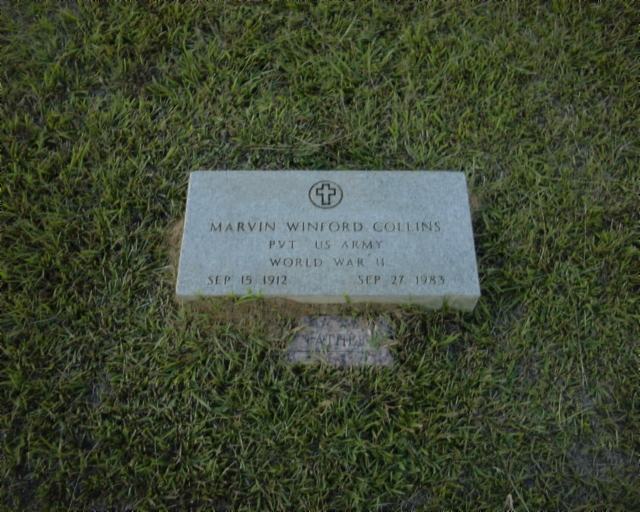 MARVIN WINFORD COLLINS
PVT US ARMY
WORLD WAR II
SEP 15 1912 SEP 27 1983
FATHER